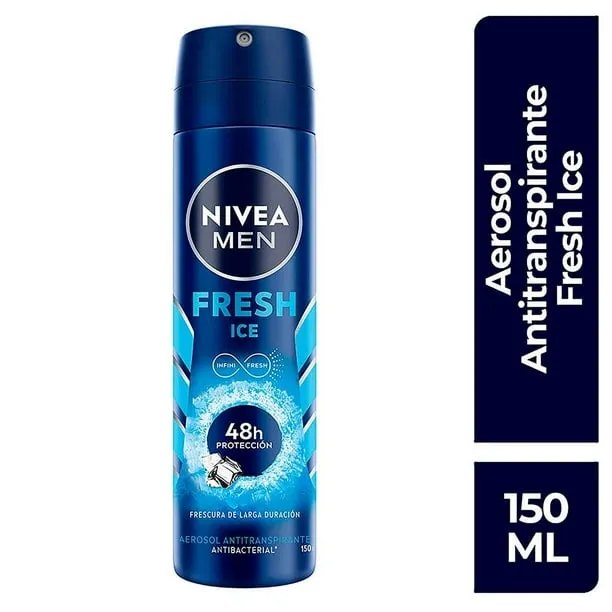 NIVEA
MEN
FRESH
ICE
INFINI FRESH
48h
PROTECCIÓN
FRESCURA DE LARGA DURACIÓN
AEROSOL ANTITRANSPIRANTE
ANTIBACTERIAL*
150
Aerosol
Antitranspirante
Fresh Ice
150
ML